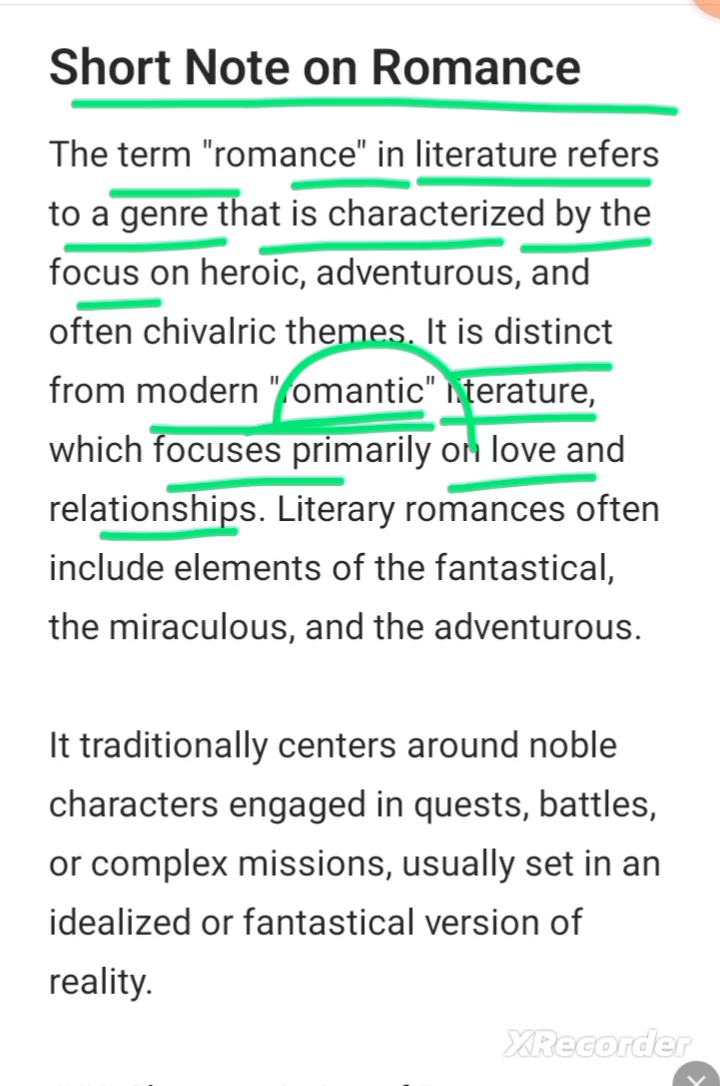 Short Note on Romance
The term "romance" in literature refers
to a genre that is characterized by the
focus on heroic, adventurous, and
often chivalric themes. It is distinct
from modern "romantic" literature,
which focuses primarily on love and
relationships. Literary romances often
include elements of the fantastical,
the miraculous, and the adventurous.
It traditionally centers around noble
characters engaged in quests, battles,
or complex missions, usually set in an
idealized or fantastical version of
reality.
XRecorder